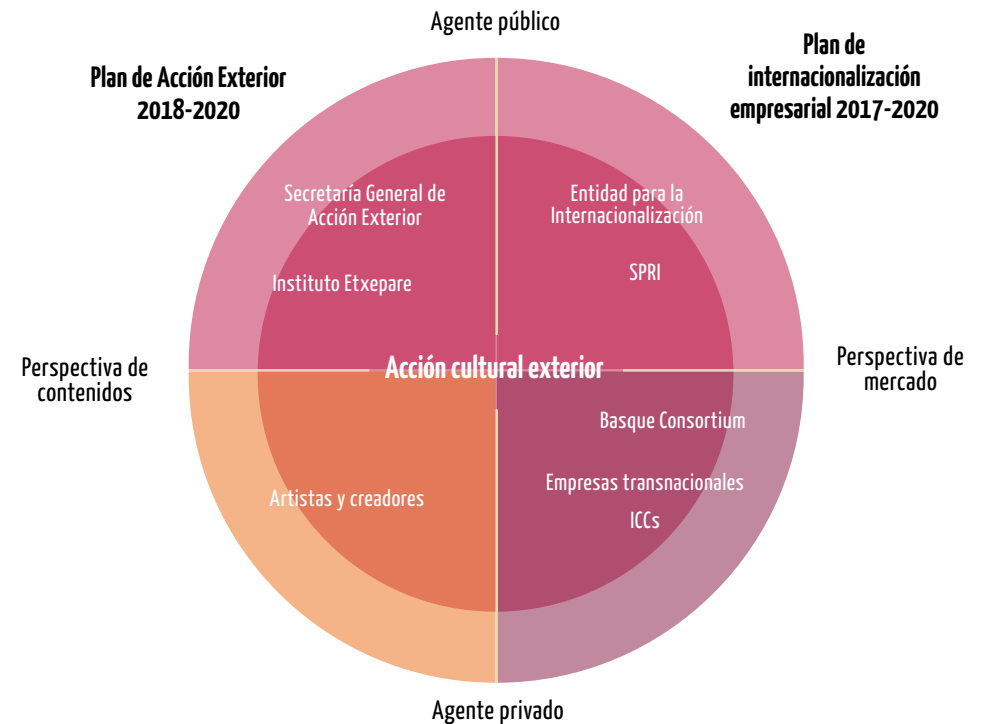 Agente público
Plan de Acción Exterior
2018-2020
Plan de
internacionalización
empresarial 2017-2020
Secretaría General de
Acción Exterior
Entidad para la
Internacionalización
Instituto Etxepare
SPRI
Perspectiva de
contenidos
Acción cultural exterior
Perspectiva de
mercado
Basque Consortium
Artistas y creadores
Empresas transnacionales
ICCs
Agente privado